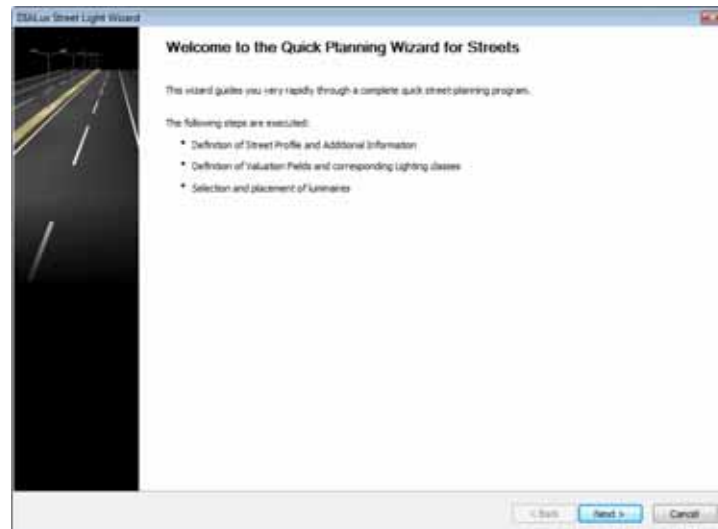 DIALux Street Light Wizard
Welcome to the Quick Planning Wizard for Streets
This wizard guides you very rapidly through a complete quick street planning program.
The following steps are executed:
• Definition of Street Profile and Additional Information
• Definition of Valuation Fields and corresponding Lighting classes
• Selection and placement of luminaires
< Back
Next >
Cancel